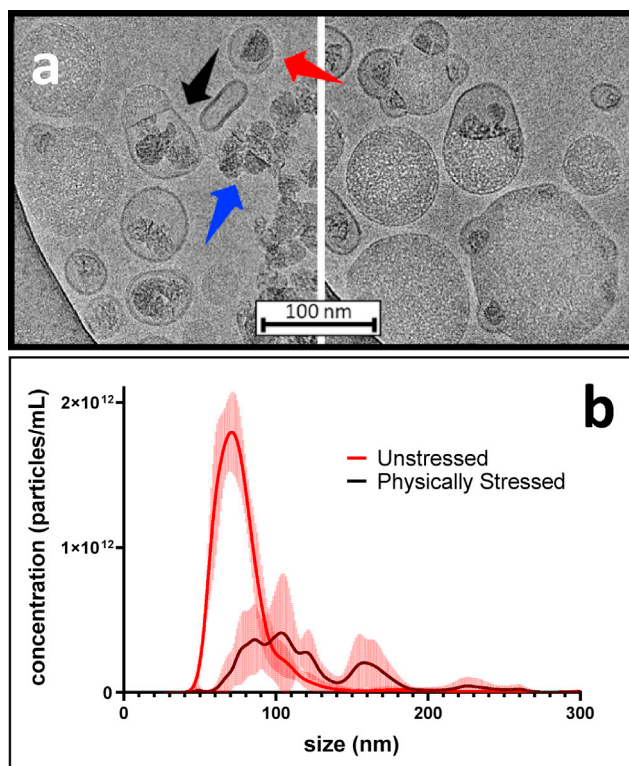 a
100 nm
b
2×10¹²
1×10¹²
0
concentration (particles/mL)
Unstressed
Physically Stressed
0 100 200 300
size (nm)